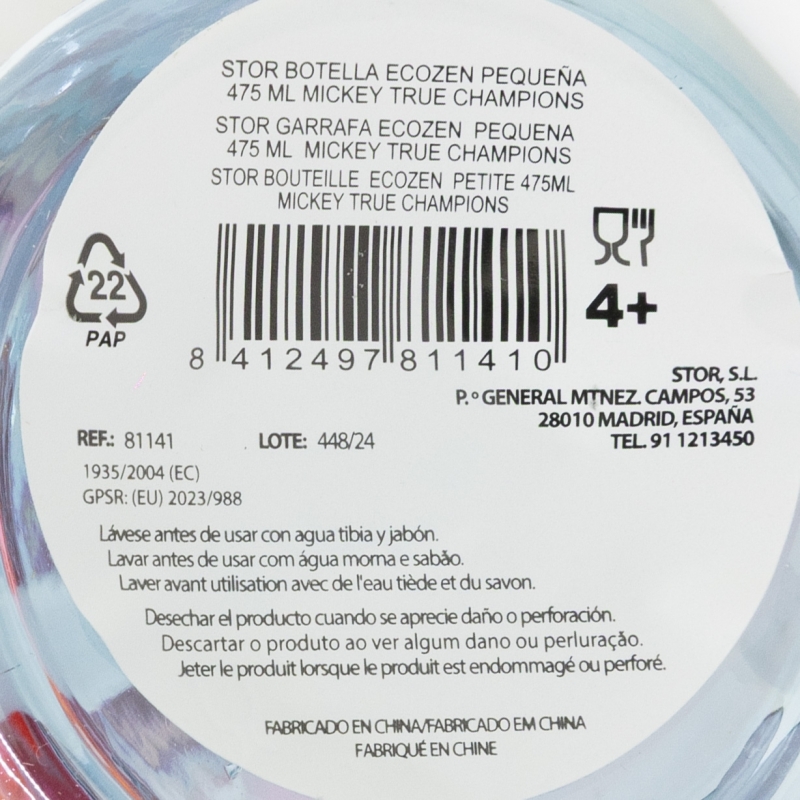 STOR BOTELLA ECOZEN PEQUEÑA
475 ML MICKEY TRUE CHAMPIONS
STOR GARRAFA ECOZEN PEQUENA
475 ML MICKEY TRUE CHAMPIONS
STOR BOUTEILLE ECOZEN PETITE 475ML
MICKEY TRUE CHAMPIONS
22
PAP
4+
8 412497 811410
STOR, S.L.
P.º GENERAL MTNEZ. CAMPOS, 53
28010 MADRID, ESPAÑA
TEL. 91 1213450
REF.: 81141 LOTE: 448/24
1935/2004 (EC)
GPSR: (EU) 2023/988
Lávese antes de usar con agua tibia y jabón.
Lavar antes de usar com água morna e sabão.
Laver avant utilisation avec de l'eau tiède et du savon.
Desechar el producto cuando se aprecie daño o perforación.
Descartar o produto ao ver algum dano ou perluração.
Jeter le produit lorsque le produit est endommagé ou perforé.
FABRICADO EN CHINA/FABRICADO EM CHINA
FABRIQUÉ EN CHINE